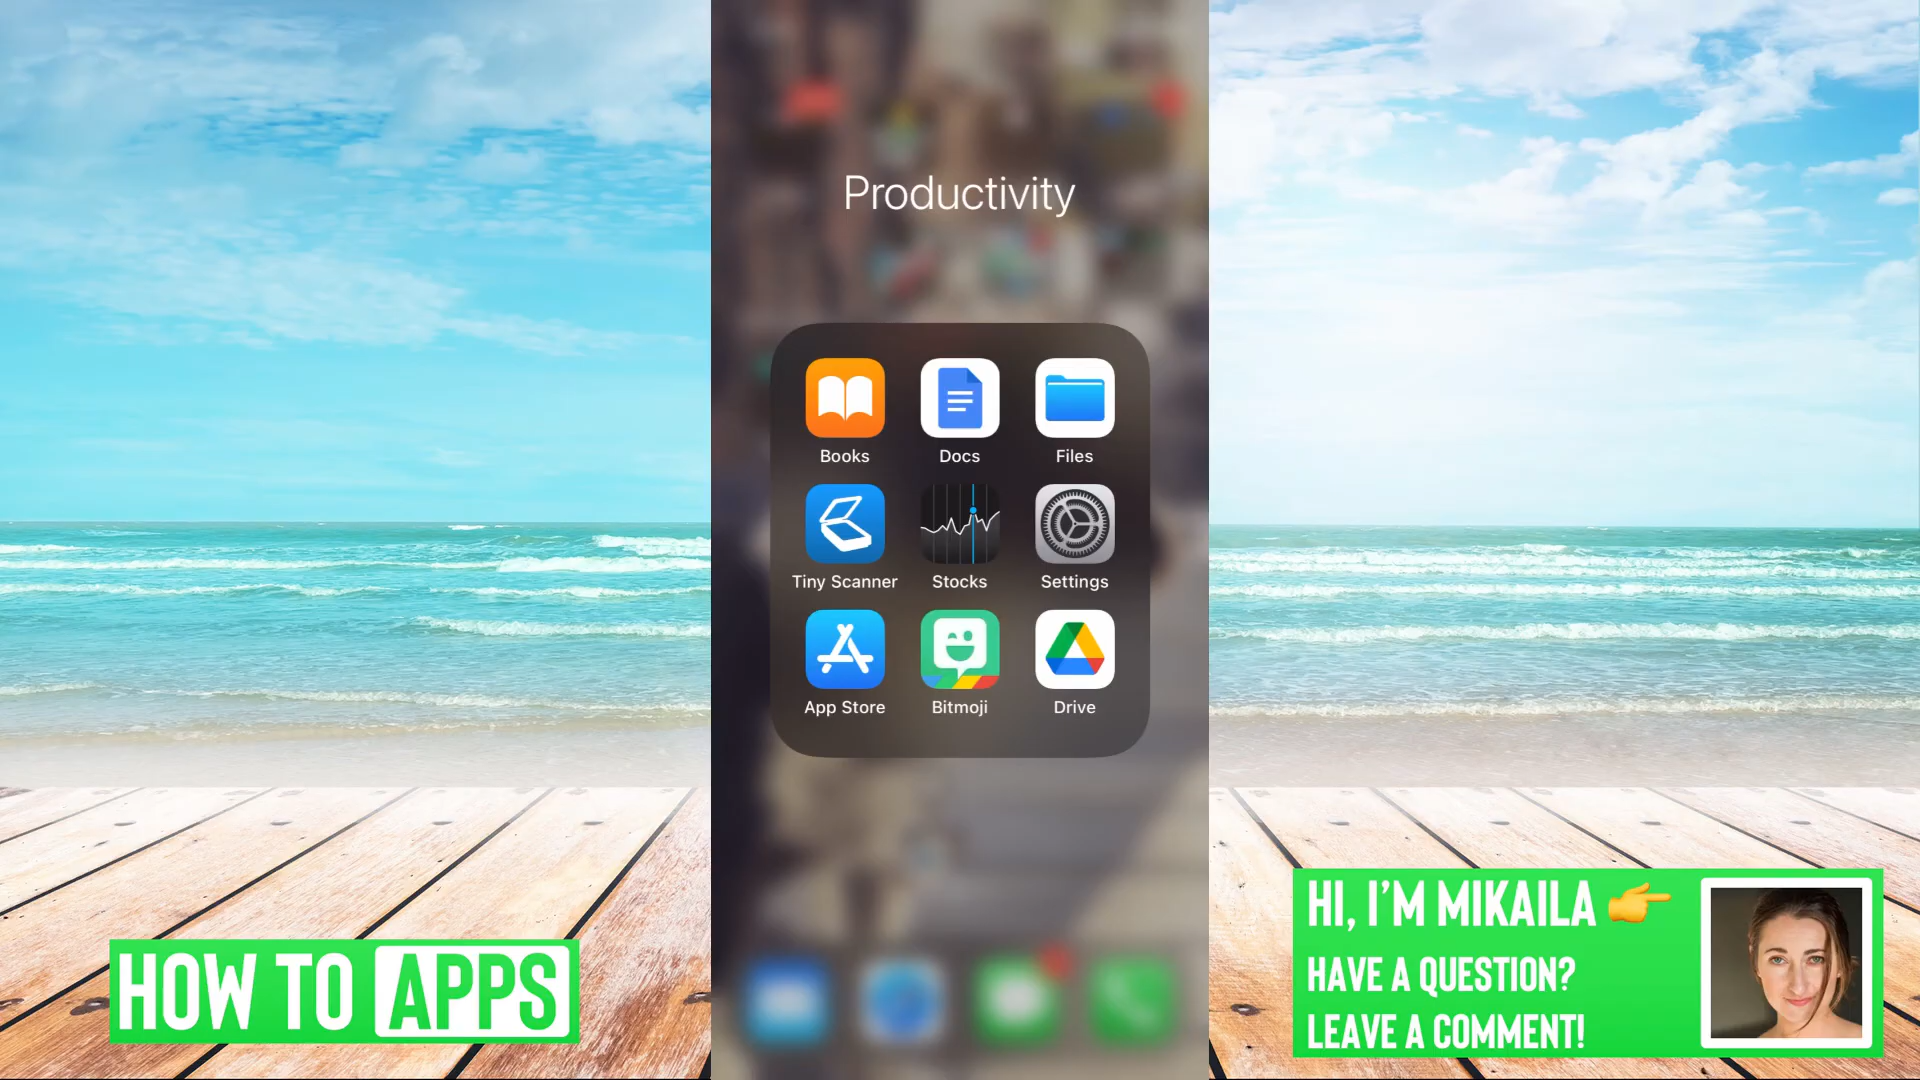 Productivity
Books
Docs
Files
Tiny Scanner
Stocks
Settings
App Store
Bitmoji
Drive
HOW TO APPS
HI, I'M MIKAILA
HAVE A QUESTION?
LEAVE A COMMENT!